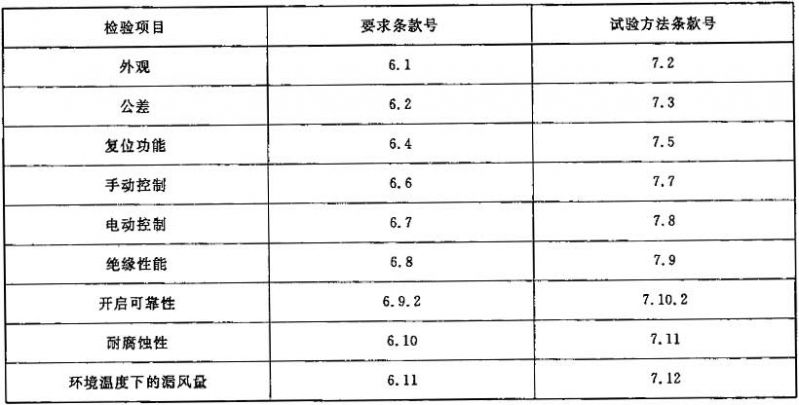 检验项目 要求条款号 试验方法条款号
外观 6.1 7.2
公差 6.2 7.3
复位功能 6.4 7.5
手动控制 6.6 7.7
电动控制 6.7 7.8
绝缘性能 6.8 7.9
开启可靠性 6.9.2 7.10.2
耐腐蚀性 6.10 7.11
环境温度下的漏风量 6.11 7.12